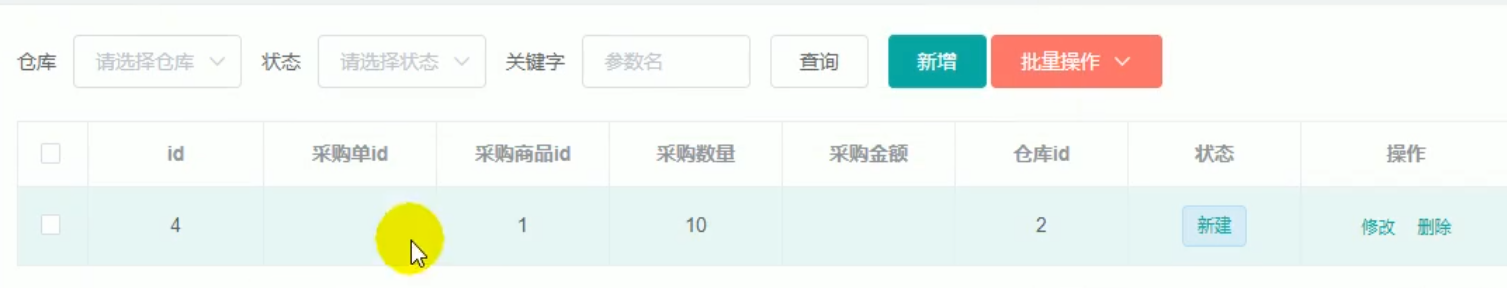 仓库 请选择仓库 状态 请选择状态 关键字 参数名 查询 新增 批量操作
id 采购单id 采购商品id 采购数量 采购金额 仓库id 状态 操作
4 1 10 2 新建 修改 删除